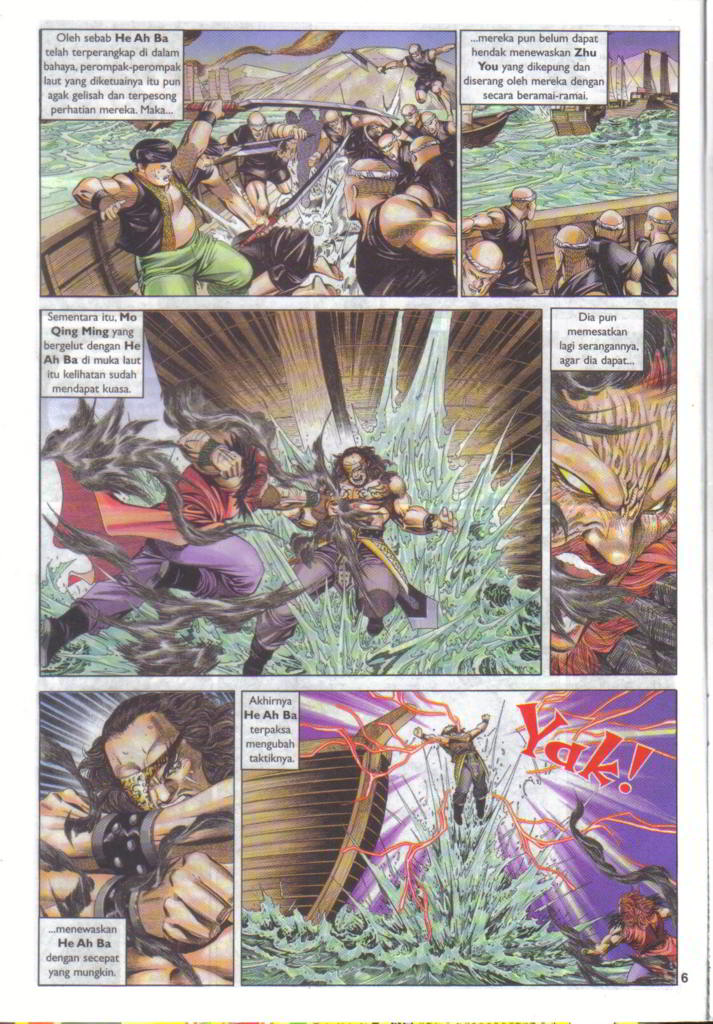 Oleh sebab He Ah Ba
telah terperangkap di dalam
bahaya, perompak-perompak
laut yang diketuainya itu pun
agak gelisah dan terpesong
perhatian mereka. Maka...
...mereka pun belum dapat
hendak menewaskan Zhu
You yang dikepung dan
diserang oleh mereka dengan
secara beramai-ramai.
Sementara itu, Mo
Qing Ming yang
bergelut dengan He
Ah Ba di muka laut
itu kelihatan sudah
mendapat kuasa.
Dia pun
memesatkan
lagi serangannya,
agar dia dapat...
...menewaskan
He Ah Ba
dengan secepat
yang mungkin.
Akhirnya
He Ah Ba
terpaksa
mengubah
taktiknya.
Yak!
6